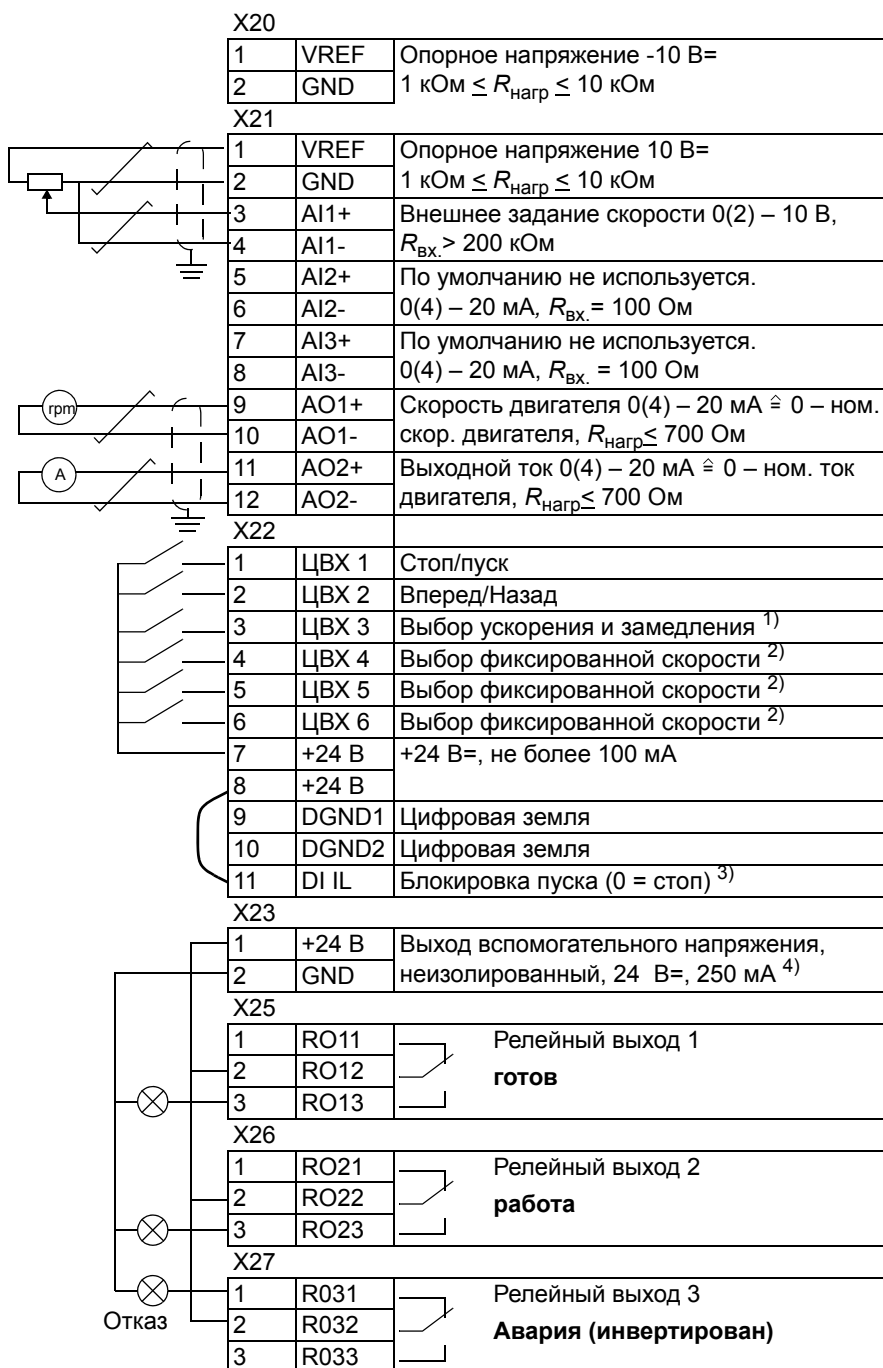 X20
1 VREF Опорное напряжение -10 В=
2 GND 1 кОм ≤ Rнагр ≤ 10 кОм
X21
1 VREF Опорное напряжение 10 В=
2 GND 1 кОм ≤ Rнагр ≤ 10 кОм
3 AI1+ Внешнее задание скорости 0(2) – 10 В,
4 AI1- Rвх.> 200 кОм
5 AI2+ По умолчанию не используется.
6 AI2- 0(4) – 20 мА, Rвх.= 100 Ом
7 AI3+ По умолчанию не используется.
8 AI3- 0(4) – 20 мА, Rвх. = 100 Ом
rpm 9 AO1+ Скорость двигателя 0(4) – 20 мА ≙ 0 – ном.
10 AO1- скор. двигателя, Rнагр≤ 700 Ом
A 11 AO2+ Выходной ток 0(4) – 20 мА ≙ 0 – ном. ток
12 AO2- двигателя, Rнагр≤ 700 Ом
X22
1 ЦВХ 1 Стоп/пуск
2 ЦВХ 2 Вперед/Назад
3 ЦВХ 3 Выбор ускорения и замедления 1)
4 ЦВХ 4 Выбор фиксированной скорости 2)
5 ЦВХ 5 Выбор фиксированной скорости 2)
6 ЦВХ 6 Выбор фиксированной скорости 2)
7 +24 В +24 В=, не более 100 мА
8 +24 В
9 DGND1 Цифровая земля
10 DGND2 Цифровая земля
11 DI IL Блокировка пуска (0 = стоп) 3)
X23
1 +24 В Выход вспомогательного напряжения,
2 GND неизолированный, 24 В=, 250 мА 4)
X25
1 RO11 Релейный выход 1
2 RO12 готов
3 RO13
X26
1 RO21 Релейный выход 2
2 RO22 работа
3 RO23
X27
1 R031 Релейный выход 3
Отказ 2 R032 Авария (инвертирован)
3 R033